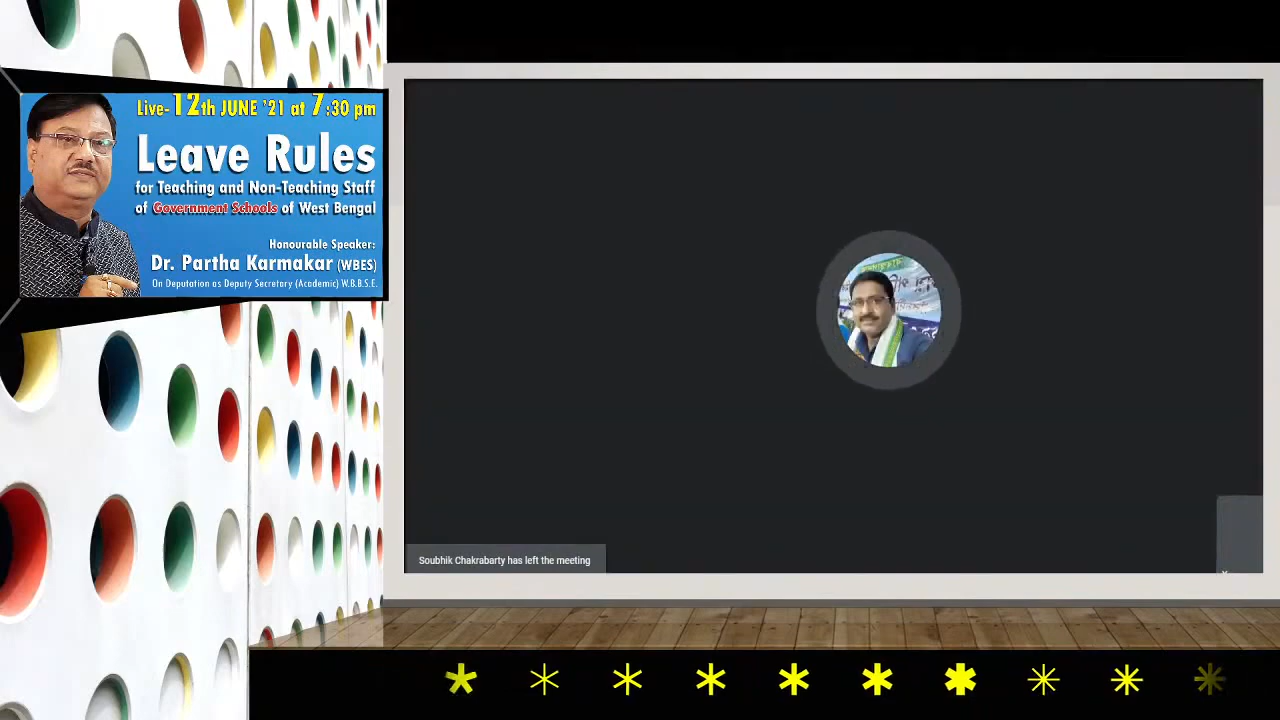 Live- 12th JUNE '21 at 7:30 pm
Leave Rules
for Teaching and Non-Teaching Staff
of Government Schools of West Bengal
Honourable Speaker:
Dr. Partha Karmakar (WBES)
On Deputation as Deputy Secretary (Academic) W.B.B.S.E.
Soubhik Chakrabarty has left the meeting